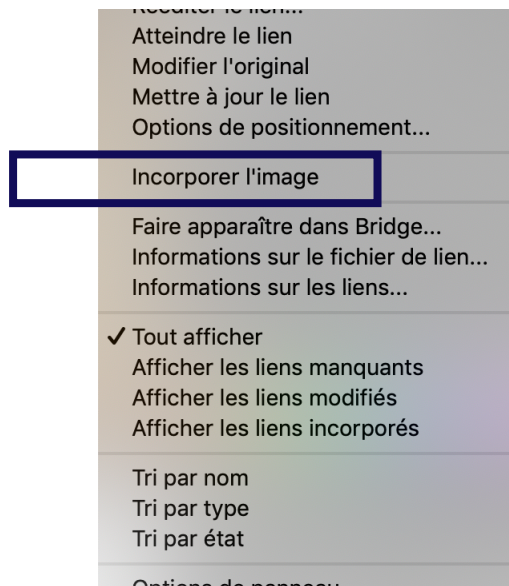 Atteindre le lien
Modifier l'original
Mettre à jour le lien
Options de positionnement...
Incorporer l'image
Faire apparaître dans Bridge...
Informations sur le fichier de lien...
Informations sur les liens...
✓ Tout afficher
Afficher les liens manquants
Afficher les liens modifiés
Afficher les liens incorporés
Tri par nom
Tri par type
Tri par état